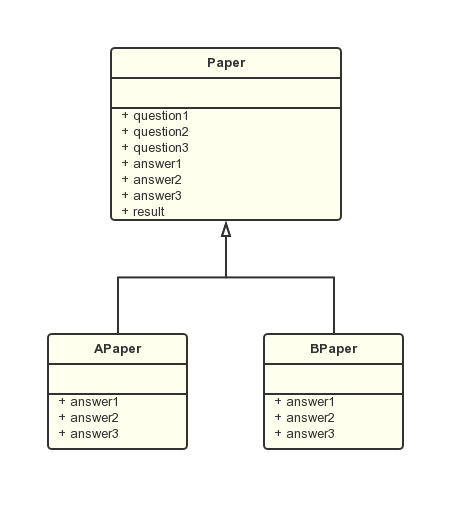 Paper
+ question1
+ question2
+ question3
+ answer1
+ answer2
+ answer3
+ result
APaper
+ answer1
+ answer2
+ answer3
BPaper
+ answer1
+ answer2
+ answer3